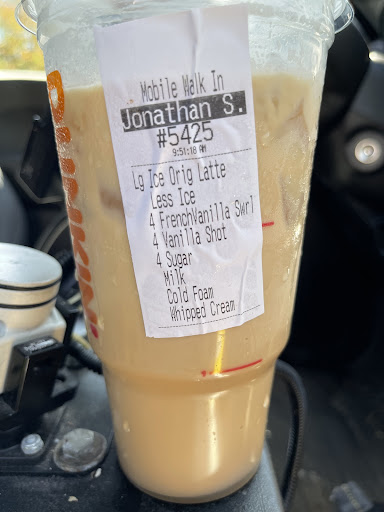 Mobile Walk In
Jonathan S.
#5425
9:51:18 AM
Lg Ice Orig Latte
Less Ice
4 FrenchVanilla Swrl
4 Vanilla Shot
4 Sugar
Milk
Cold Foam
Whipped Cream
DUNKIN'